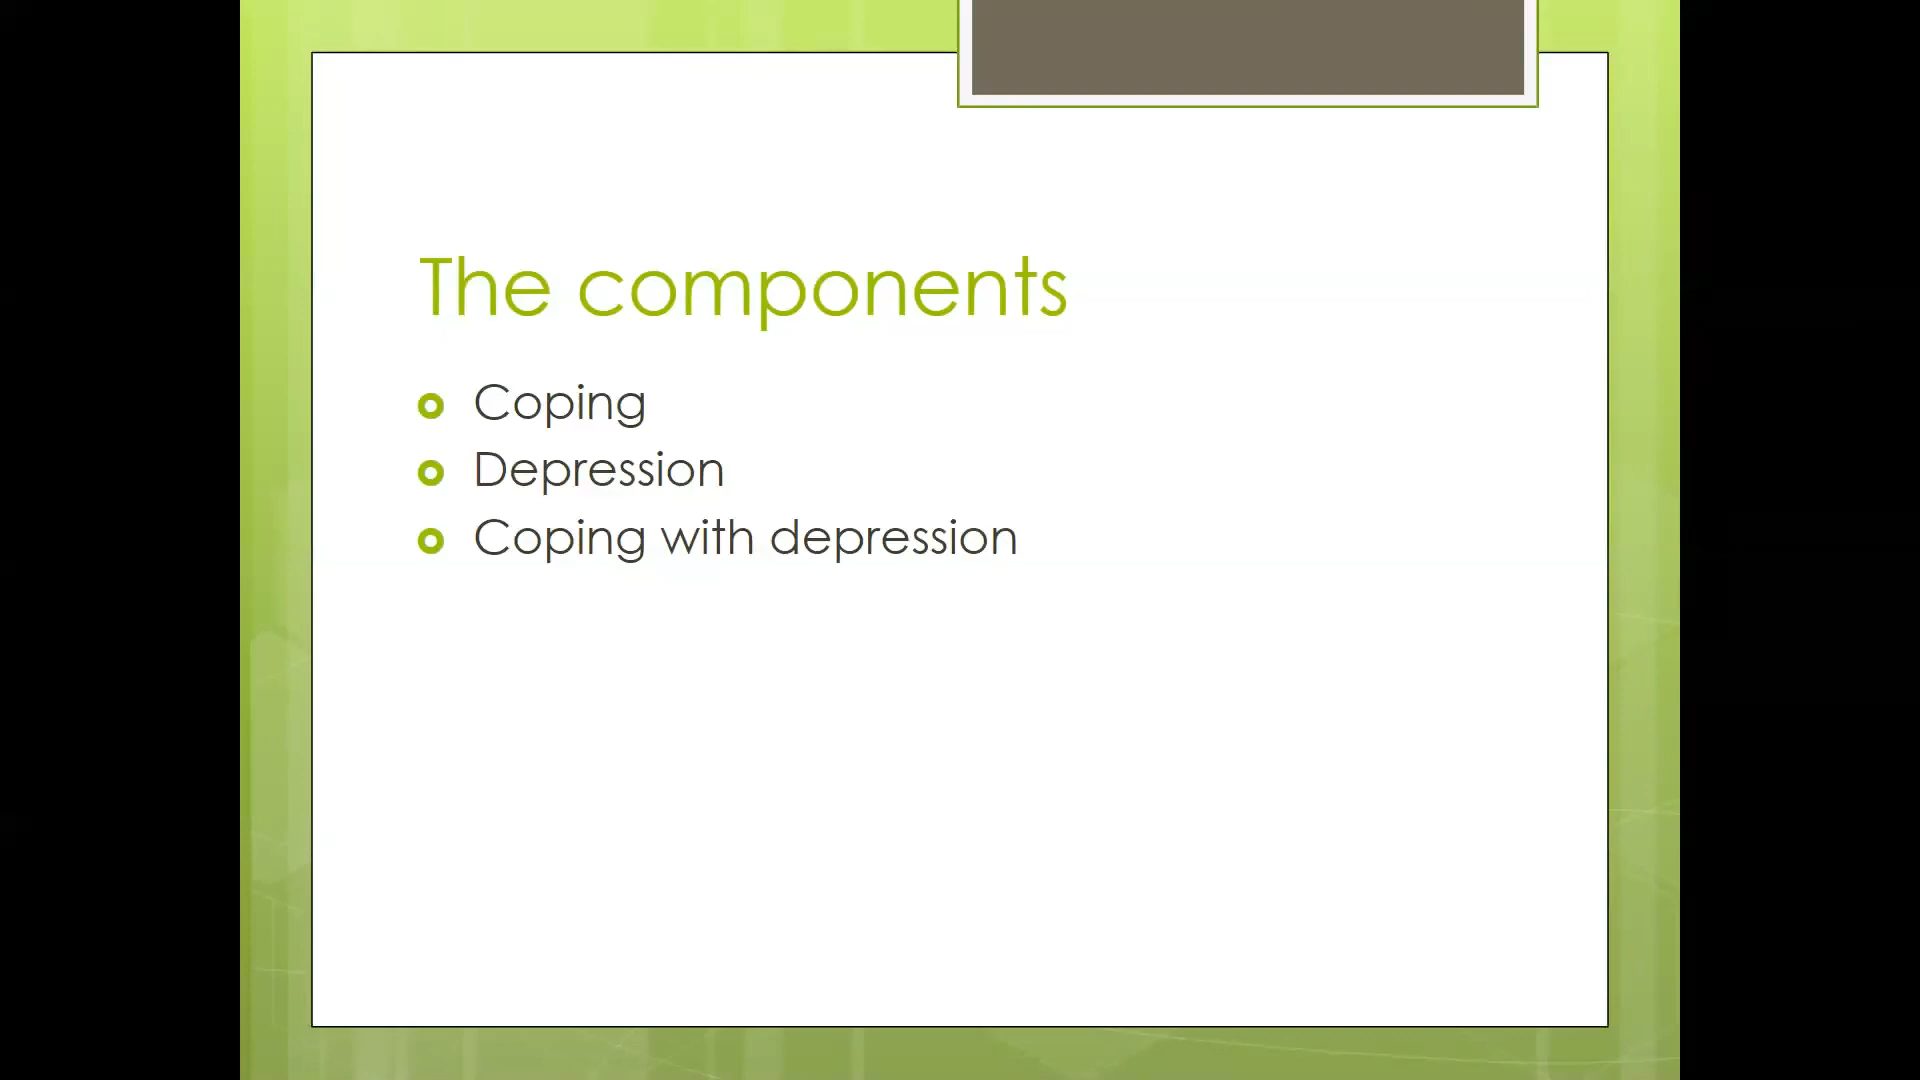 The components
Coping
Depression
Coping with depression